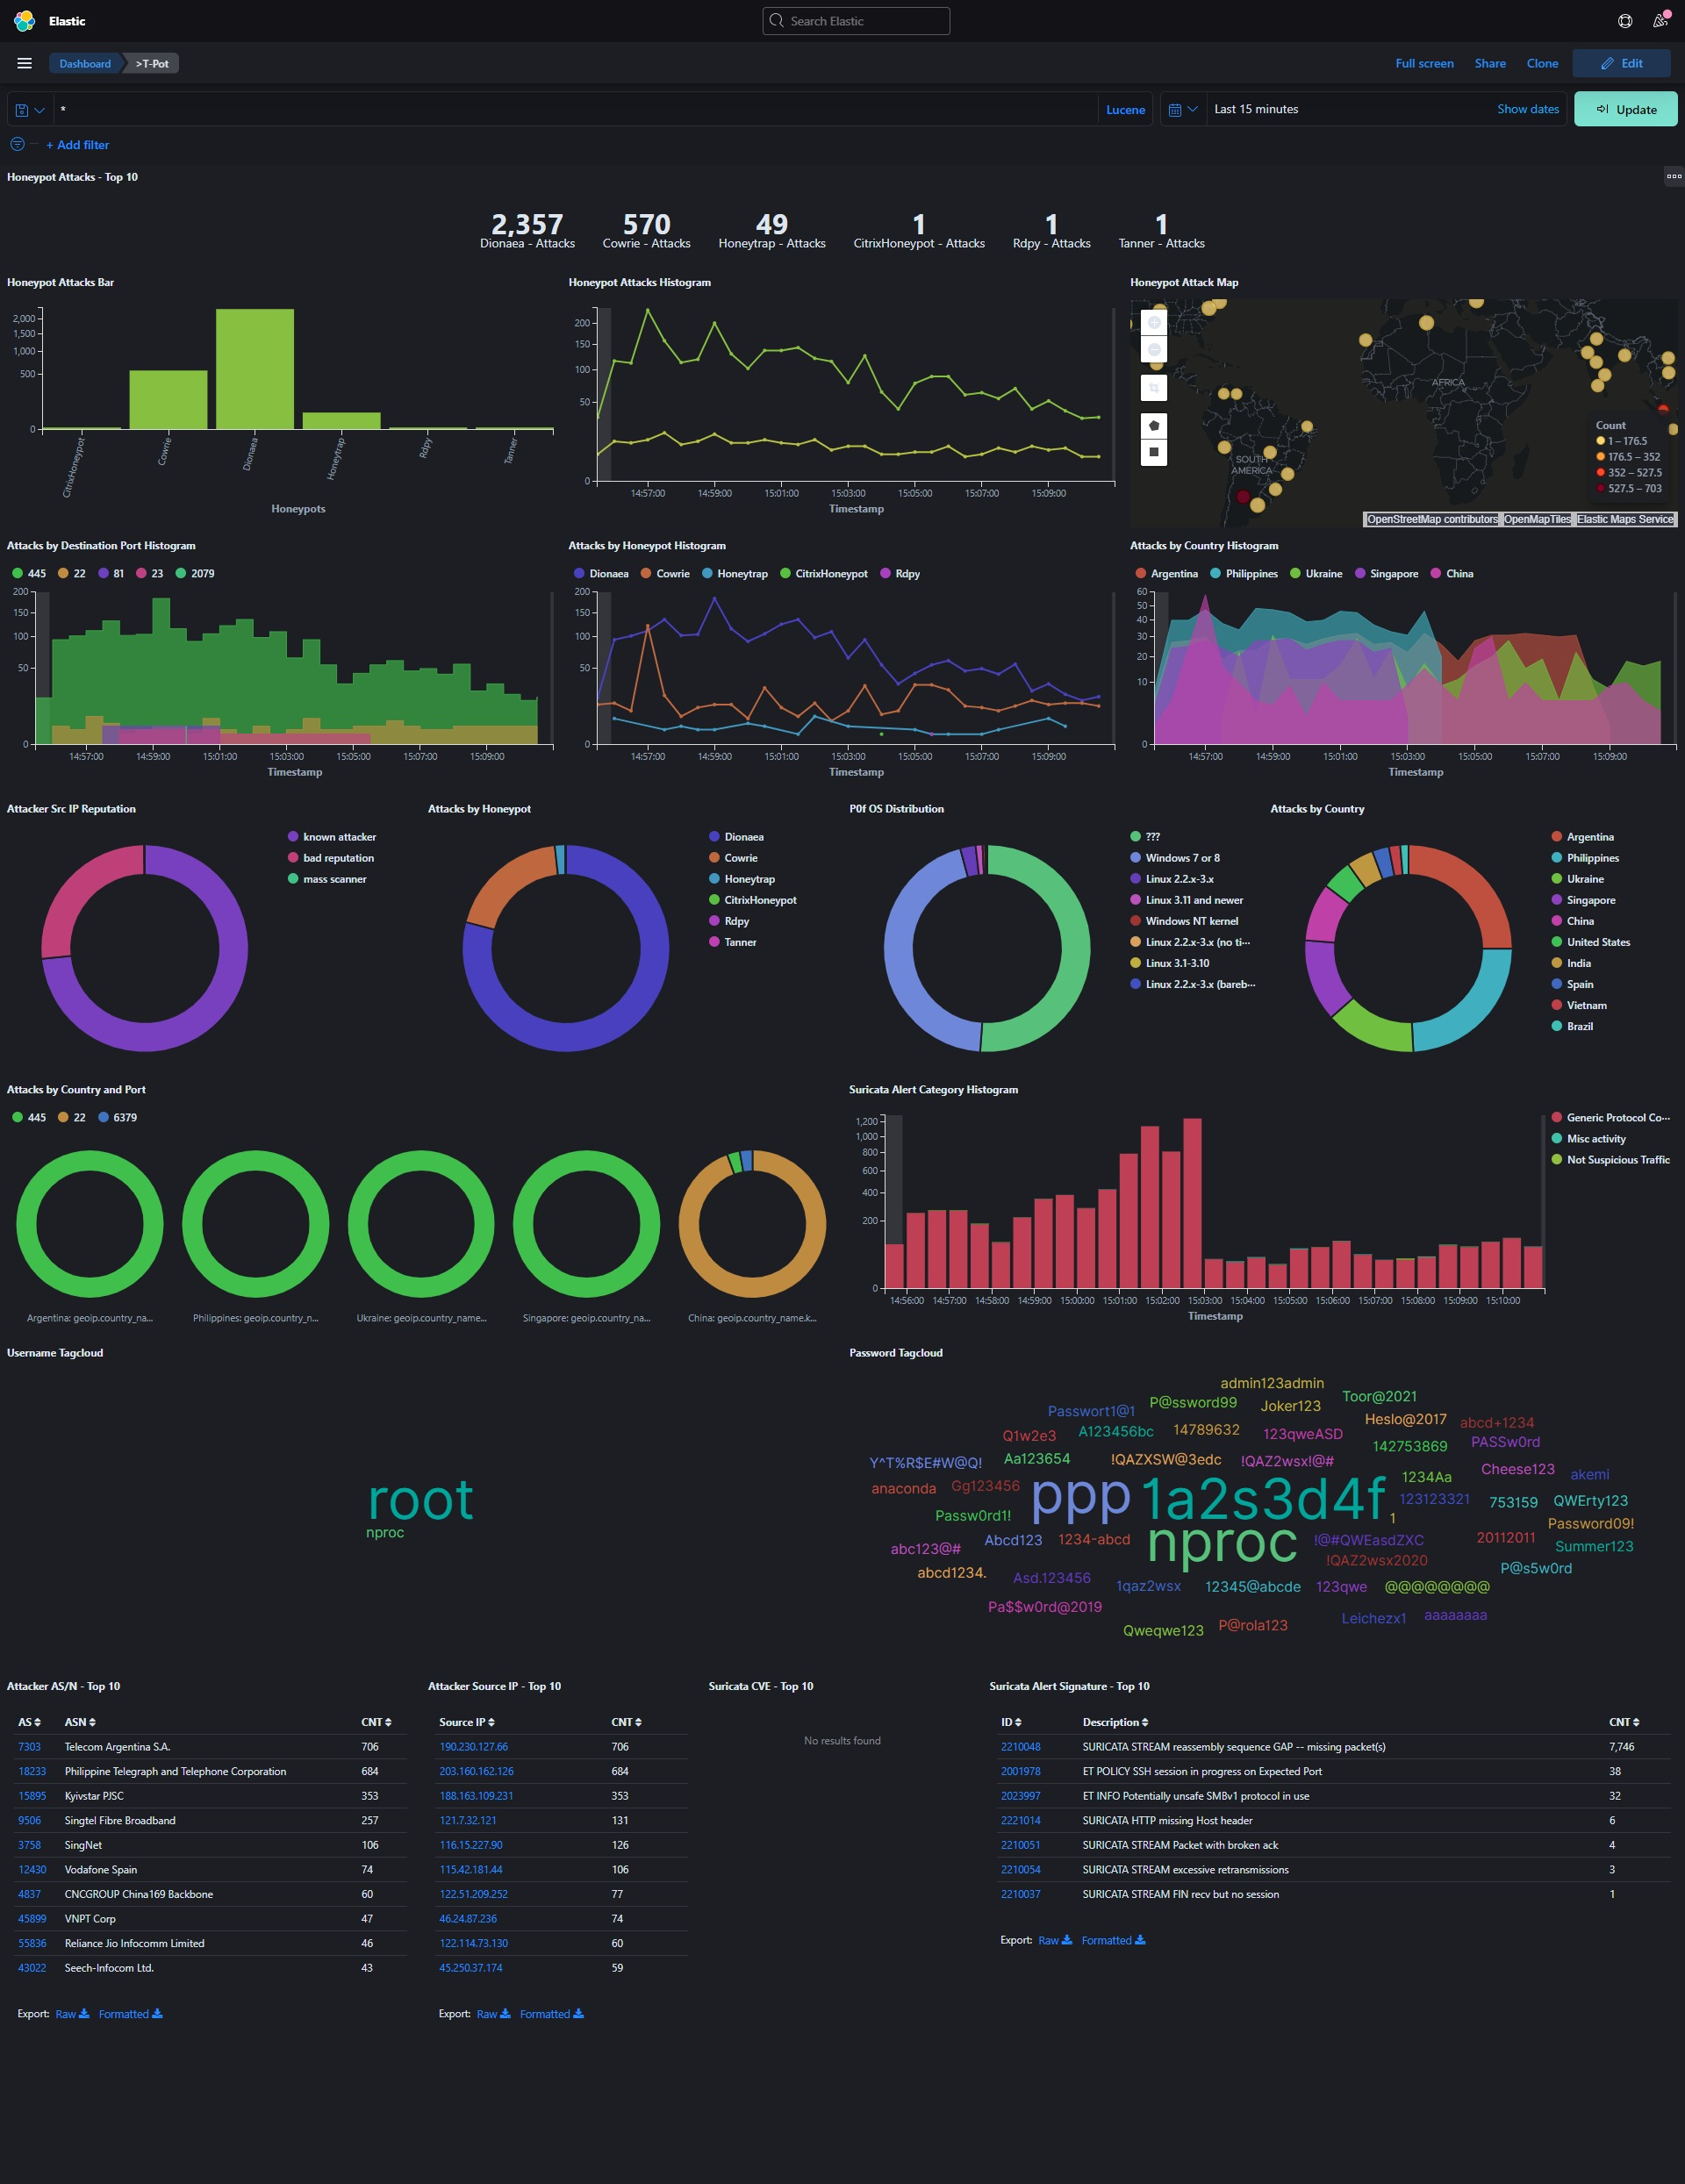 Elastic
Search Elastic
Dashboard >T-Pot
Full screen Share Clone Edit
* Lucene Last 15 minutes Show dates Update
+ Add filter
Honeypot Attacks - Top 10
2,357 570 49 1 1 1
Dionaea - Attacks Cowrie - Attacks Honeytrap - Attacks CitrixHoneypot - Attacks Rdpy - Attacks Tanner - Attacks
Honeypot Attacks Bar
2,000
1,500
1,000
500
0
CitrixHoneypot Cowrie Dionaea Honeytrap Rdpy Tanner
Honeypots
Honeypot Attacks Histogram
200
150
100
50
0
14:57:00 14:59:00 15:01:00 15:03:00 15:05:00 15:07:00 15:09:00
Timestamp
Honeypot Attack Map
AFRICA
SOUTH
AMERICA
Count
1 – 176.5
176.5 – 352
352 – 527.5
527.5 – 703
OpenStreetMap contributors OpenMapTiles Elastic Maps Service
Attacks by Destination Port Histogram
445 22 81 23 2079
200
150
100
50
0
14:57:00 14:59:00 15:01:00 15:03:00 15:05:00 15:07:00 15:09:00
Timestamp
Attacks by Honeypot Histogram
Dionaea Cowrie Honeytrap CitrixHoneypot Rdpy
200
150
100
50
0
14:57:00 14:59:00 15:01:00 15:03:00 15:05:00 15:07:00 15:09:00
Timestamp
Attacks by Country Histogram
Argentina Philippines Ukraine Singapore China
60
50
40
30
20
10
0
14:57:00 14:59:00 15:01:00 15:03:00 15:05:00 15:07:00 15:09:00
Timestamp
Attacker Src IP Reputation
known attacker
bad reputation
mass scanner
Attacks by Honeypot
Dionaea
Cowrie
Honeytrap
CitrixHoneypot
Rdpy
Tanner
P0f OS Distribution
???
Windows 7 or 8
Linux 2.2.x-3.x
Linux 3.11 and newer
Windows NT kernel
Linux 2.2.x-3.x (no ti···
Linux 3.1-3.10
Linux 2.2.x-3.x (bareb···
Attacks by Country
Argentina
Philippines
Ukraine
Singapore
China
United States
India
Spain
Vietnam
Brazil
Attacks by Country and Port
445 22 6379
Argentina: geoip.country_na...
Philippines: geoip.country_n...
Ukraine: geoip.country_name...
Singapore: geoip.country_na...
China: geoip.country_name.k...
Suricata Alert Category Histogram
1,200
1,000
800
600
400
200
0
14:56:00 14:57:00 14:58:00 14:59:00 15:00:00 15:01:00 15:02:00 15:03:00 15:04:00 15:05:00 15:06:00 15:07:00 15:08:00 15:09:00 15:10:00
Timestamp
Generic Protocol Co···
Misc activity
Not Suspicious Traffic
Username Tagcloud
root
nproc
Password Tagcloud
admin123admin
P@ssword99 Joker123 Toor@2021
Passwort1@1 Heslo@2017 abcd+1234
Q1w2e3 A123456bc 14789632 123qweASD 142753869 PASSw0rd
Y^T%R$E#W@Q! Aa123654 !QAZXSW@3edc !QAZ2wsx!@# 1234Aa Cheese123 akemi
anaconda Gg123456 ppp 1a2s3d4f 123123321 753159 QWErty123
Passw0rd1! 1 Password09!
abc123@# Abcd123 1234-abcd nproc !@#QWEasdZXC 20112011 Summer123
abcd1234. Asd.123456 !QAZ2wsx2020 P@s5w0rd
1qaz2wsx 12345@abcde 123qwe @@@@@@@@
Pa$$w0rd@2019 Leichezx1 aaaaaaaa
Qweqwe123 P@rola123
Attacker AS/N - Top 10
AS ASN CNT
7303 Telecom Argentina S.A. 706
18233 Philippine Telegraph and Telephone Corporation 684
15895 Kyivstar PJSC 353
9506 Singtel Fibre Broadband 257
3758 SingNet 106
12430 Vodafone Spain 74
4837 CNCGROUP China169 Backbone 60
45899 VNPT Corp 47
55836 Reliance Jio Infocomm Limited 46
43022 Seech-Infocom Ltd. 43
Export: Raw Formatted
Attacker Source IP - Top 10
Source IP CNT
190.230.127.66 706
203.160.162.126 684
188.163.109.231 353
121.7.32.121 131
116.15.227.90 126
115.42.181.44 106
122.51.209.252 77
46.24.87.236 74
122.114.73.130 60
45.250.37.174 59
Export: Raw Formatted
Suricata CVE - Top 10
No results found
Suricata Alert Signature - Top 10
ID Description CNT
2210048 SURICATA STREAM reassembly sequence GAP -- missing packet(s) 7,746
2001978 ET POLICY SSH session in progress on Expected Port 38
2023997 ET INFO Potentially unsafe SMBv1 protocol in use 32
2221014 SURICATA HTTP missing Host header 6
2210051 SURICATA STREAM Packet with broken ack 4
2210054 SURICATA STREAM excessive retransmissions 3
2210037 SURICATA STREAM FIN recv but no session 1
Export: Raw Formatted